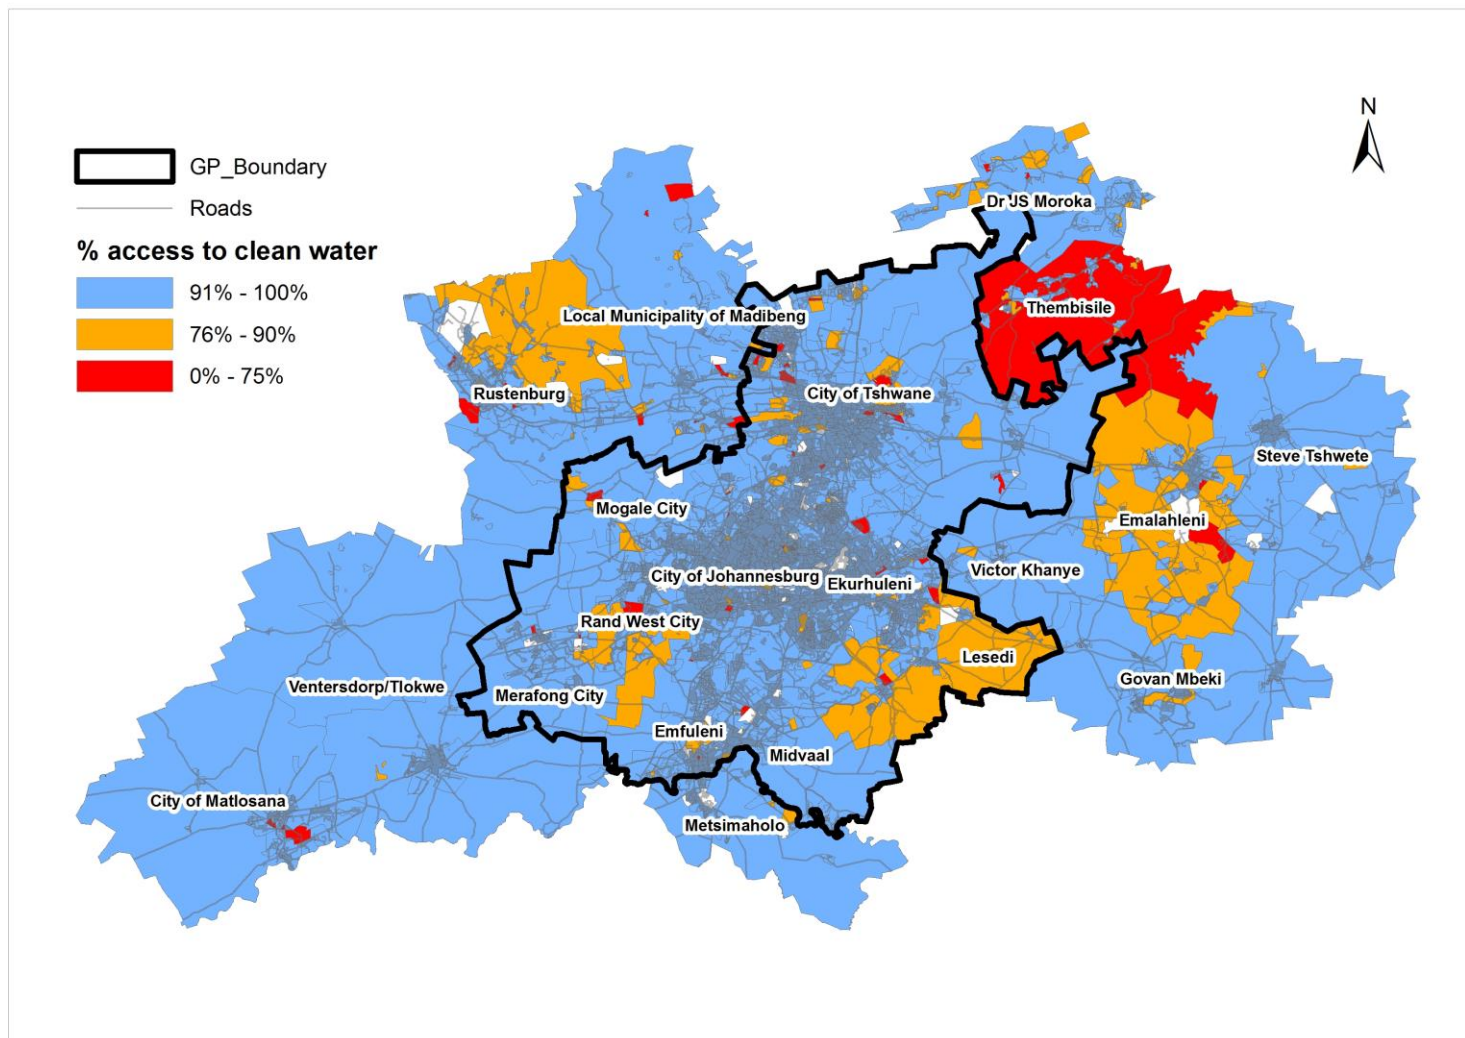 N
GP_Boundary
Roads
% access to clean water
91% - 100%
76% - 90%
0% - 75%
Dr JS Moroka
Thembisile
Local Municipality of Madibeng
Rustenburg
City of Tshwane
Steve Tshwete
Mogale City
Emalahleni
City of Johannesburg
Ekurhuleni
Victor Khanye
Rand West City
Lesedi
Ventersdorp/Tlokwe
Merafong City
Govan Mbeki
Emfuleni
Midvaal
City of Matlosana
Metsimaholo